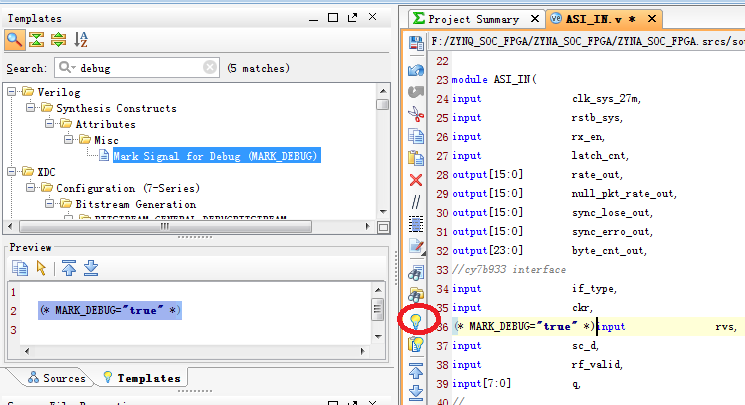 Templates
Search: debug (5 matches)
Verilog
Synthesis Constructs
Attributes
Misc
Mark Signal for Debug (MARK_DEBUG)
XDC
Configuration (7-Series)
Bitstream Generation
Preview
1
2 (* MARK_DEBUG="true" *)
3
Sources Templates
Project Summary ASI_IN.v *
F:/ZYNQ_SOC_FPGA/ZYNA_SOC_FPGA/ZYNA_SOC_FPGA.srcs/sou
22
23 module ASI_IN(
24 input clk_sys_27m,
25 input rstb_sys,
26 input rx_en,
27 input latch_cnt,
28 output[15:0] rate_out,
29 output[15:0] null_pkt_rate_out,
30 output[15:0] sync_lose_out,
31 output[15:0] sync_erro_out,
32 output[23:0] byte_cnt_out,
33 //cy7b933 interface
34 input if_type,
35 input ckr,
36 (* MARK_DEBUG="true" *)input rvs,
37 input sc_d,
38 input rf_valid,
39 input[7:0] q,
40 //